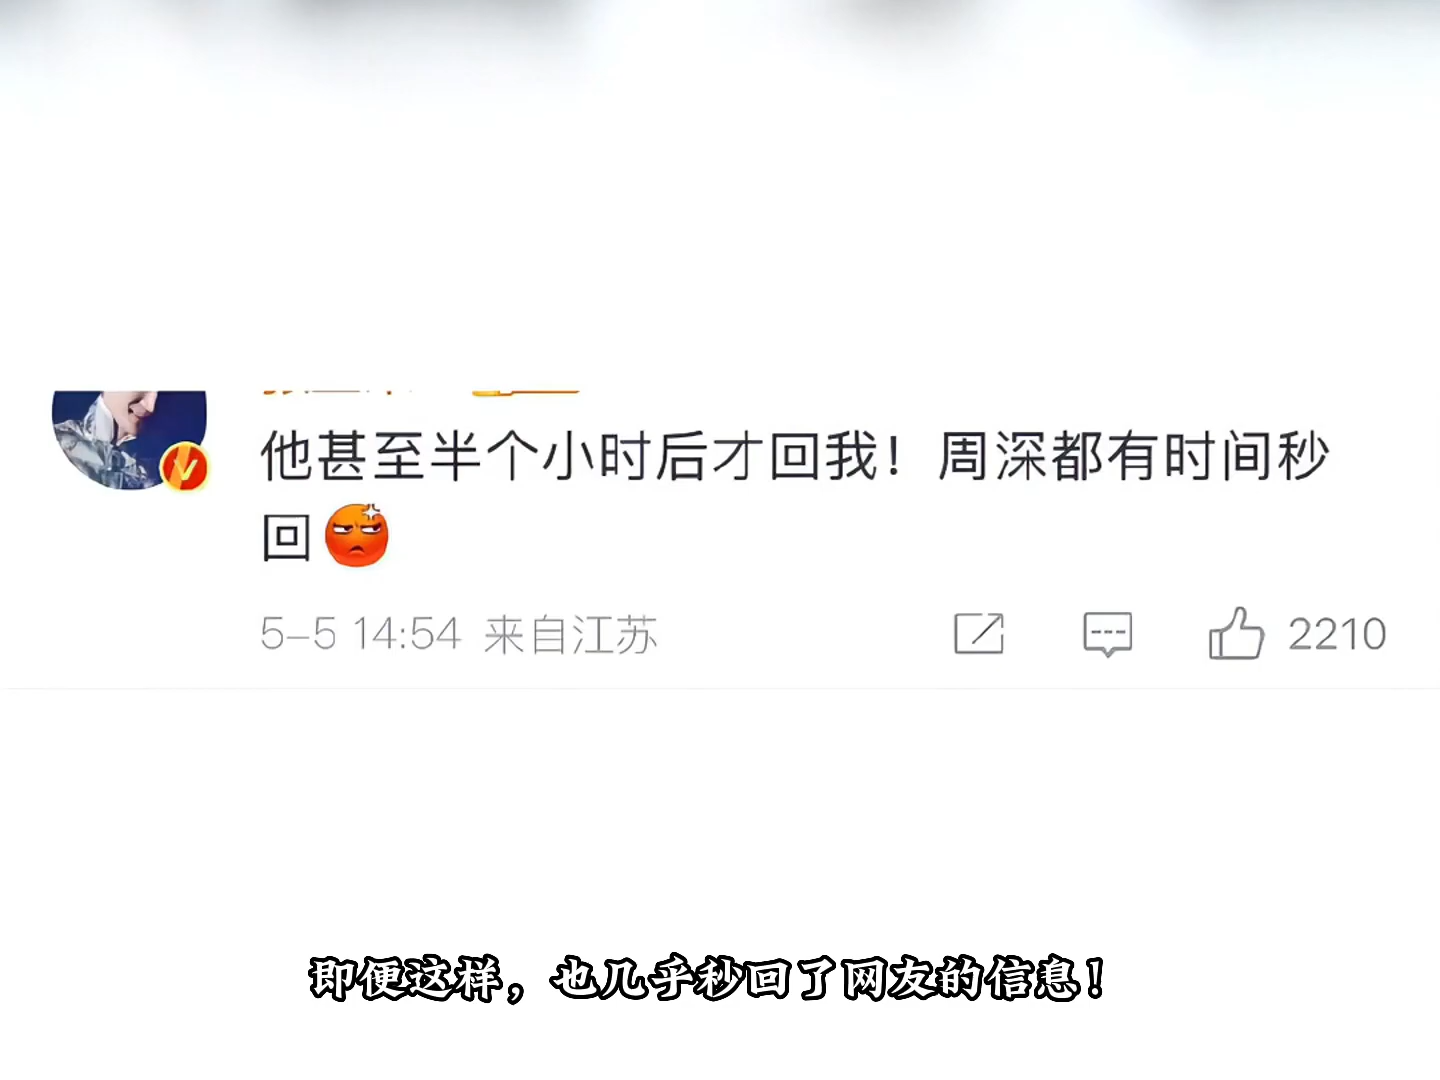 他甚至半个小时后才回我！周深都有时间秒
回
5-5 14:54 来自江苏
2210
即便这样，也几乎秒回了网友的信息！